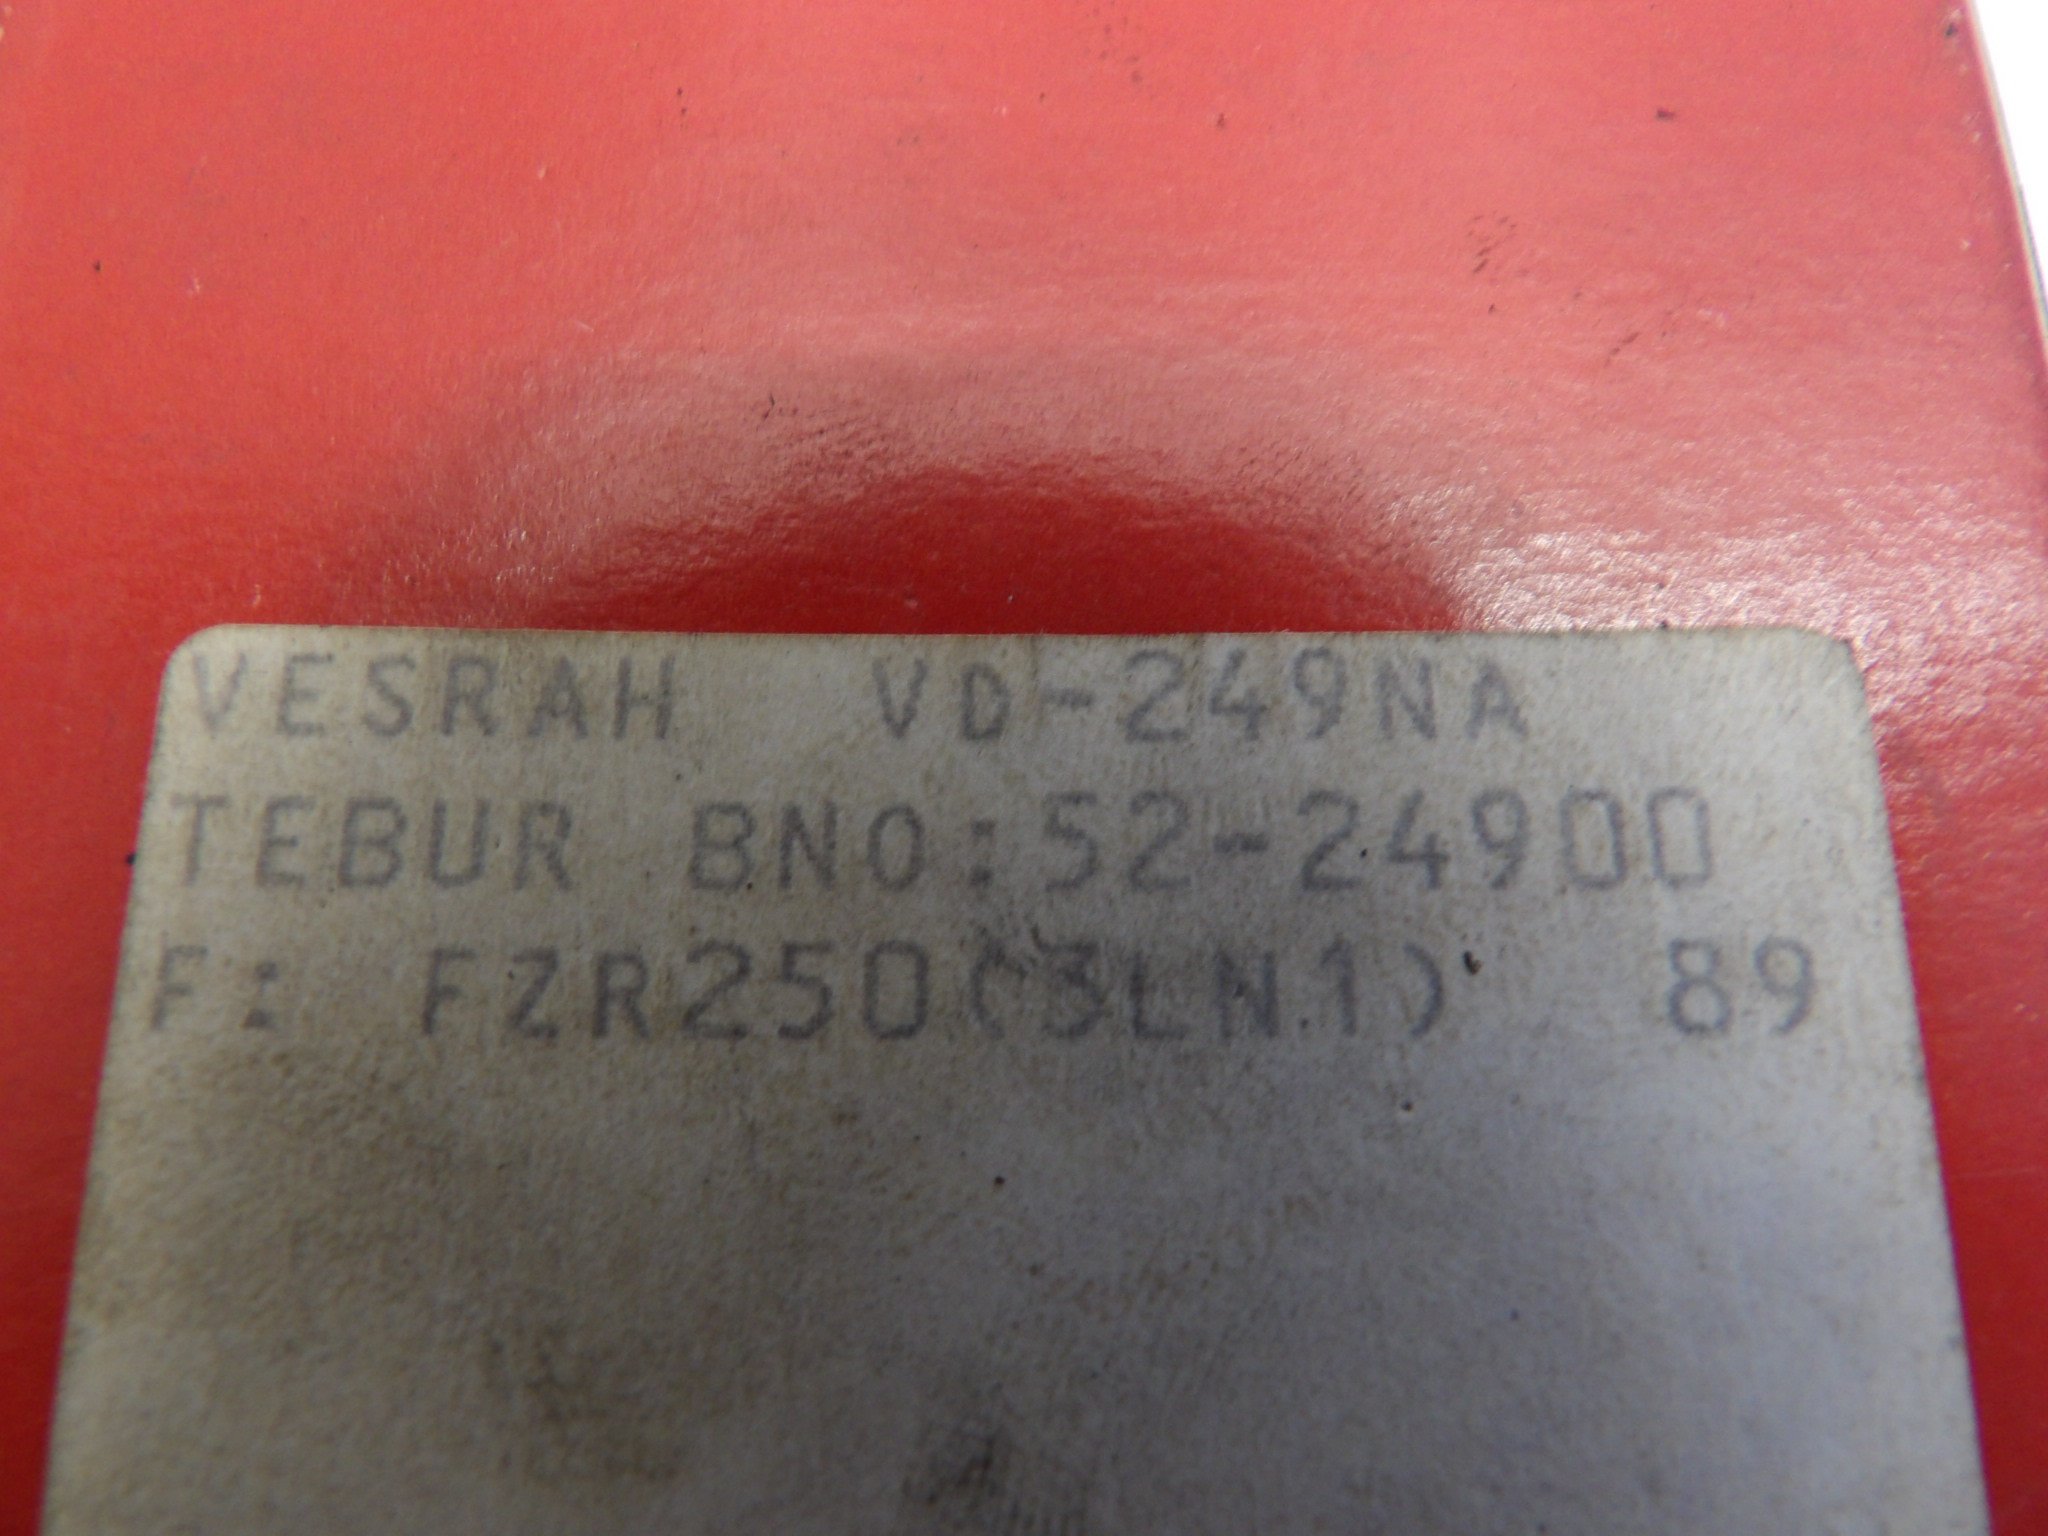 VESRAH VD-249NA
TEBUR BNO:52-24900
F: FZR250(3LN1) 89